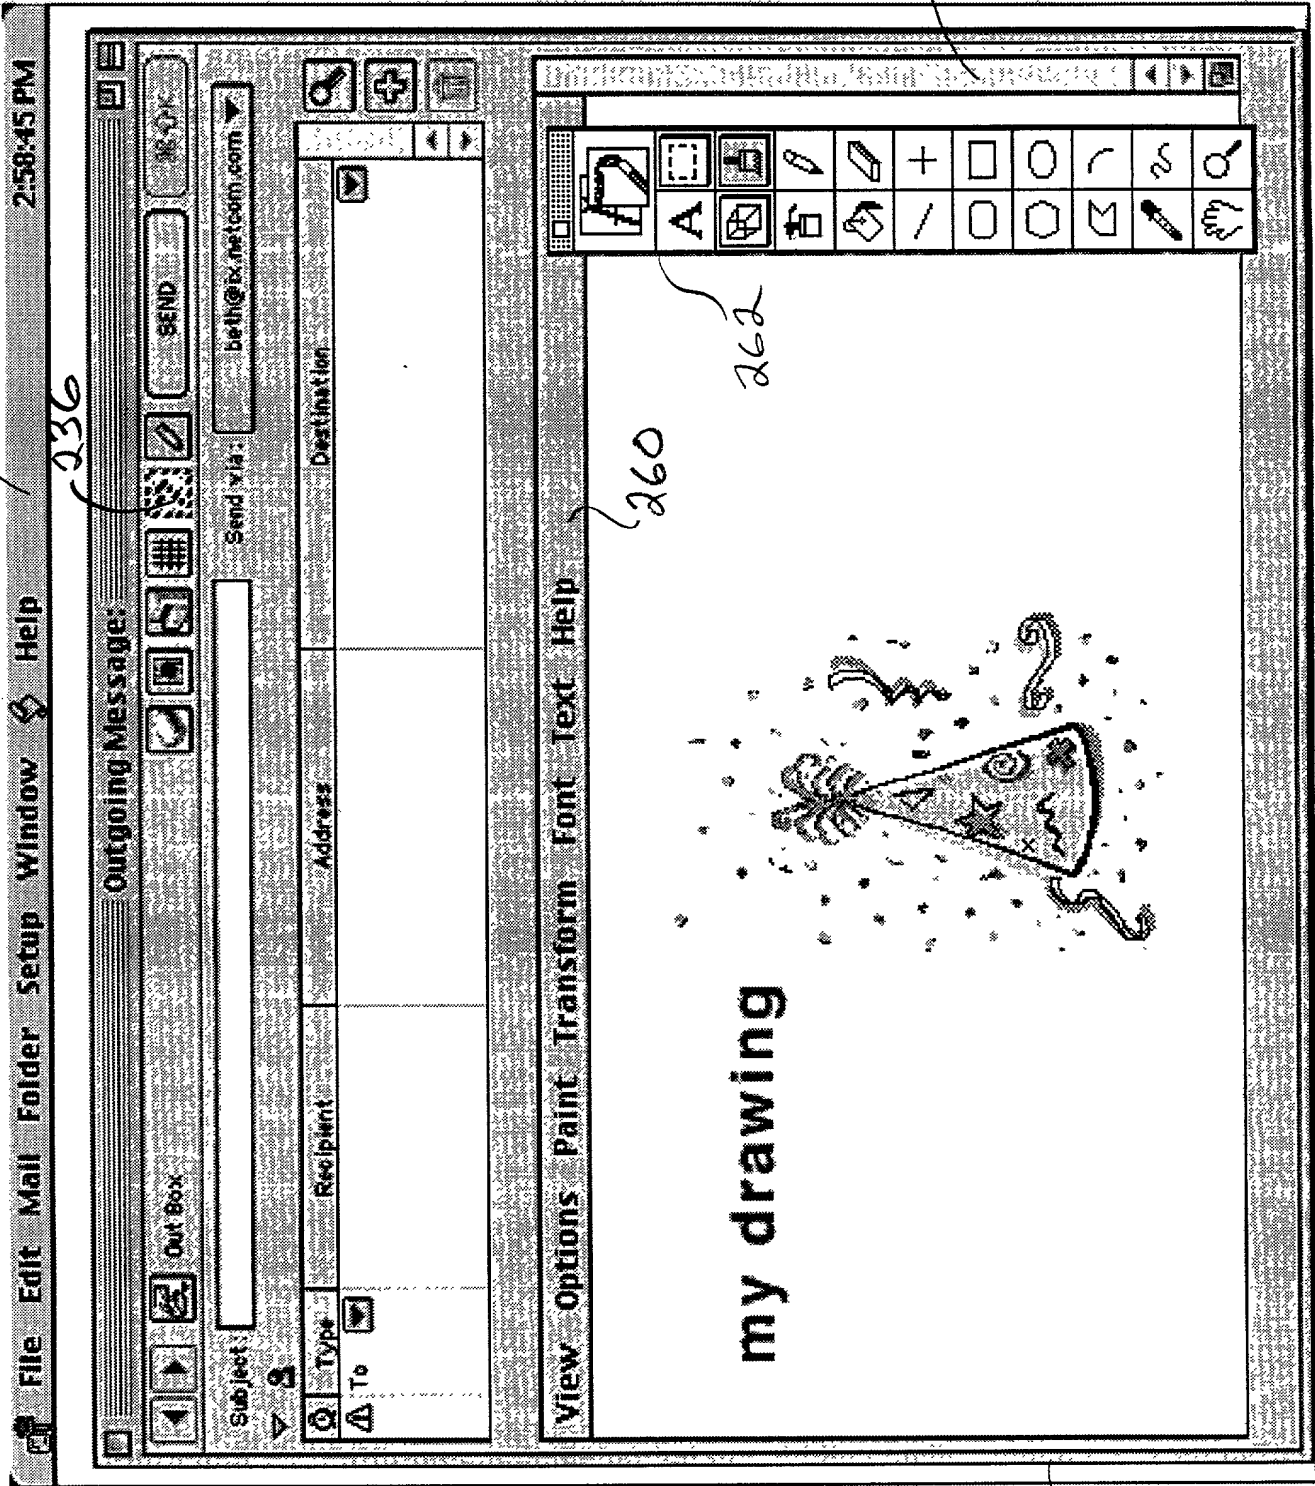 File Edit Mail Folder Setup Window Help 2:58:45 PM
236
Outgoing Message:
Out Box SEND
Subject: Send via: beth@ix.netcom.com
Type Recipient Address Destination
To
View Options Paint Transform Font Text Help
A
262
260
my drawing